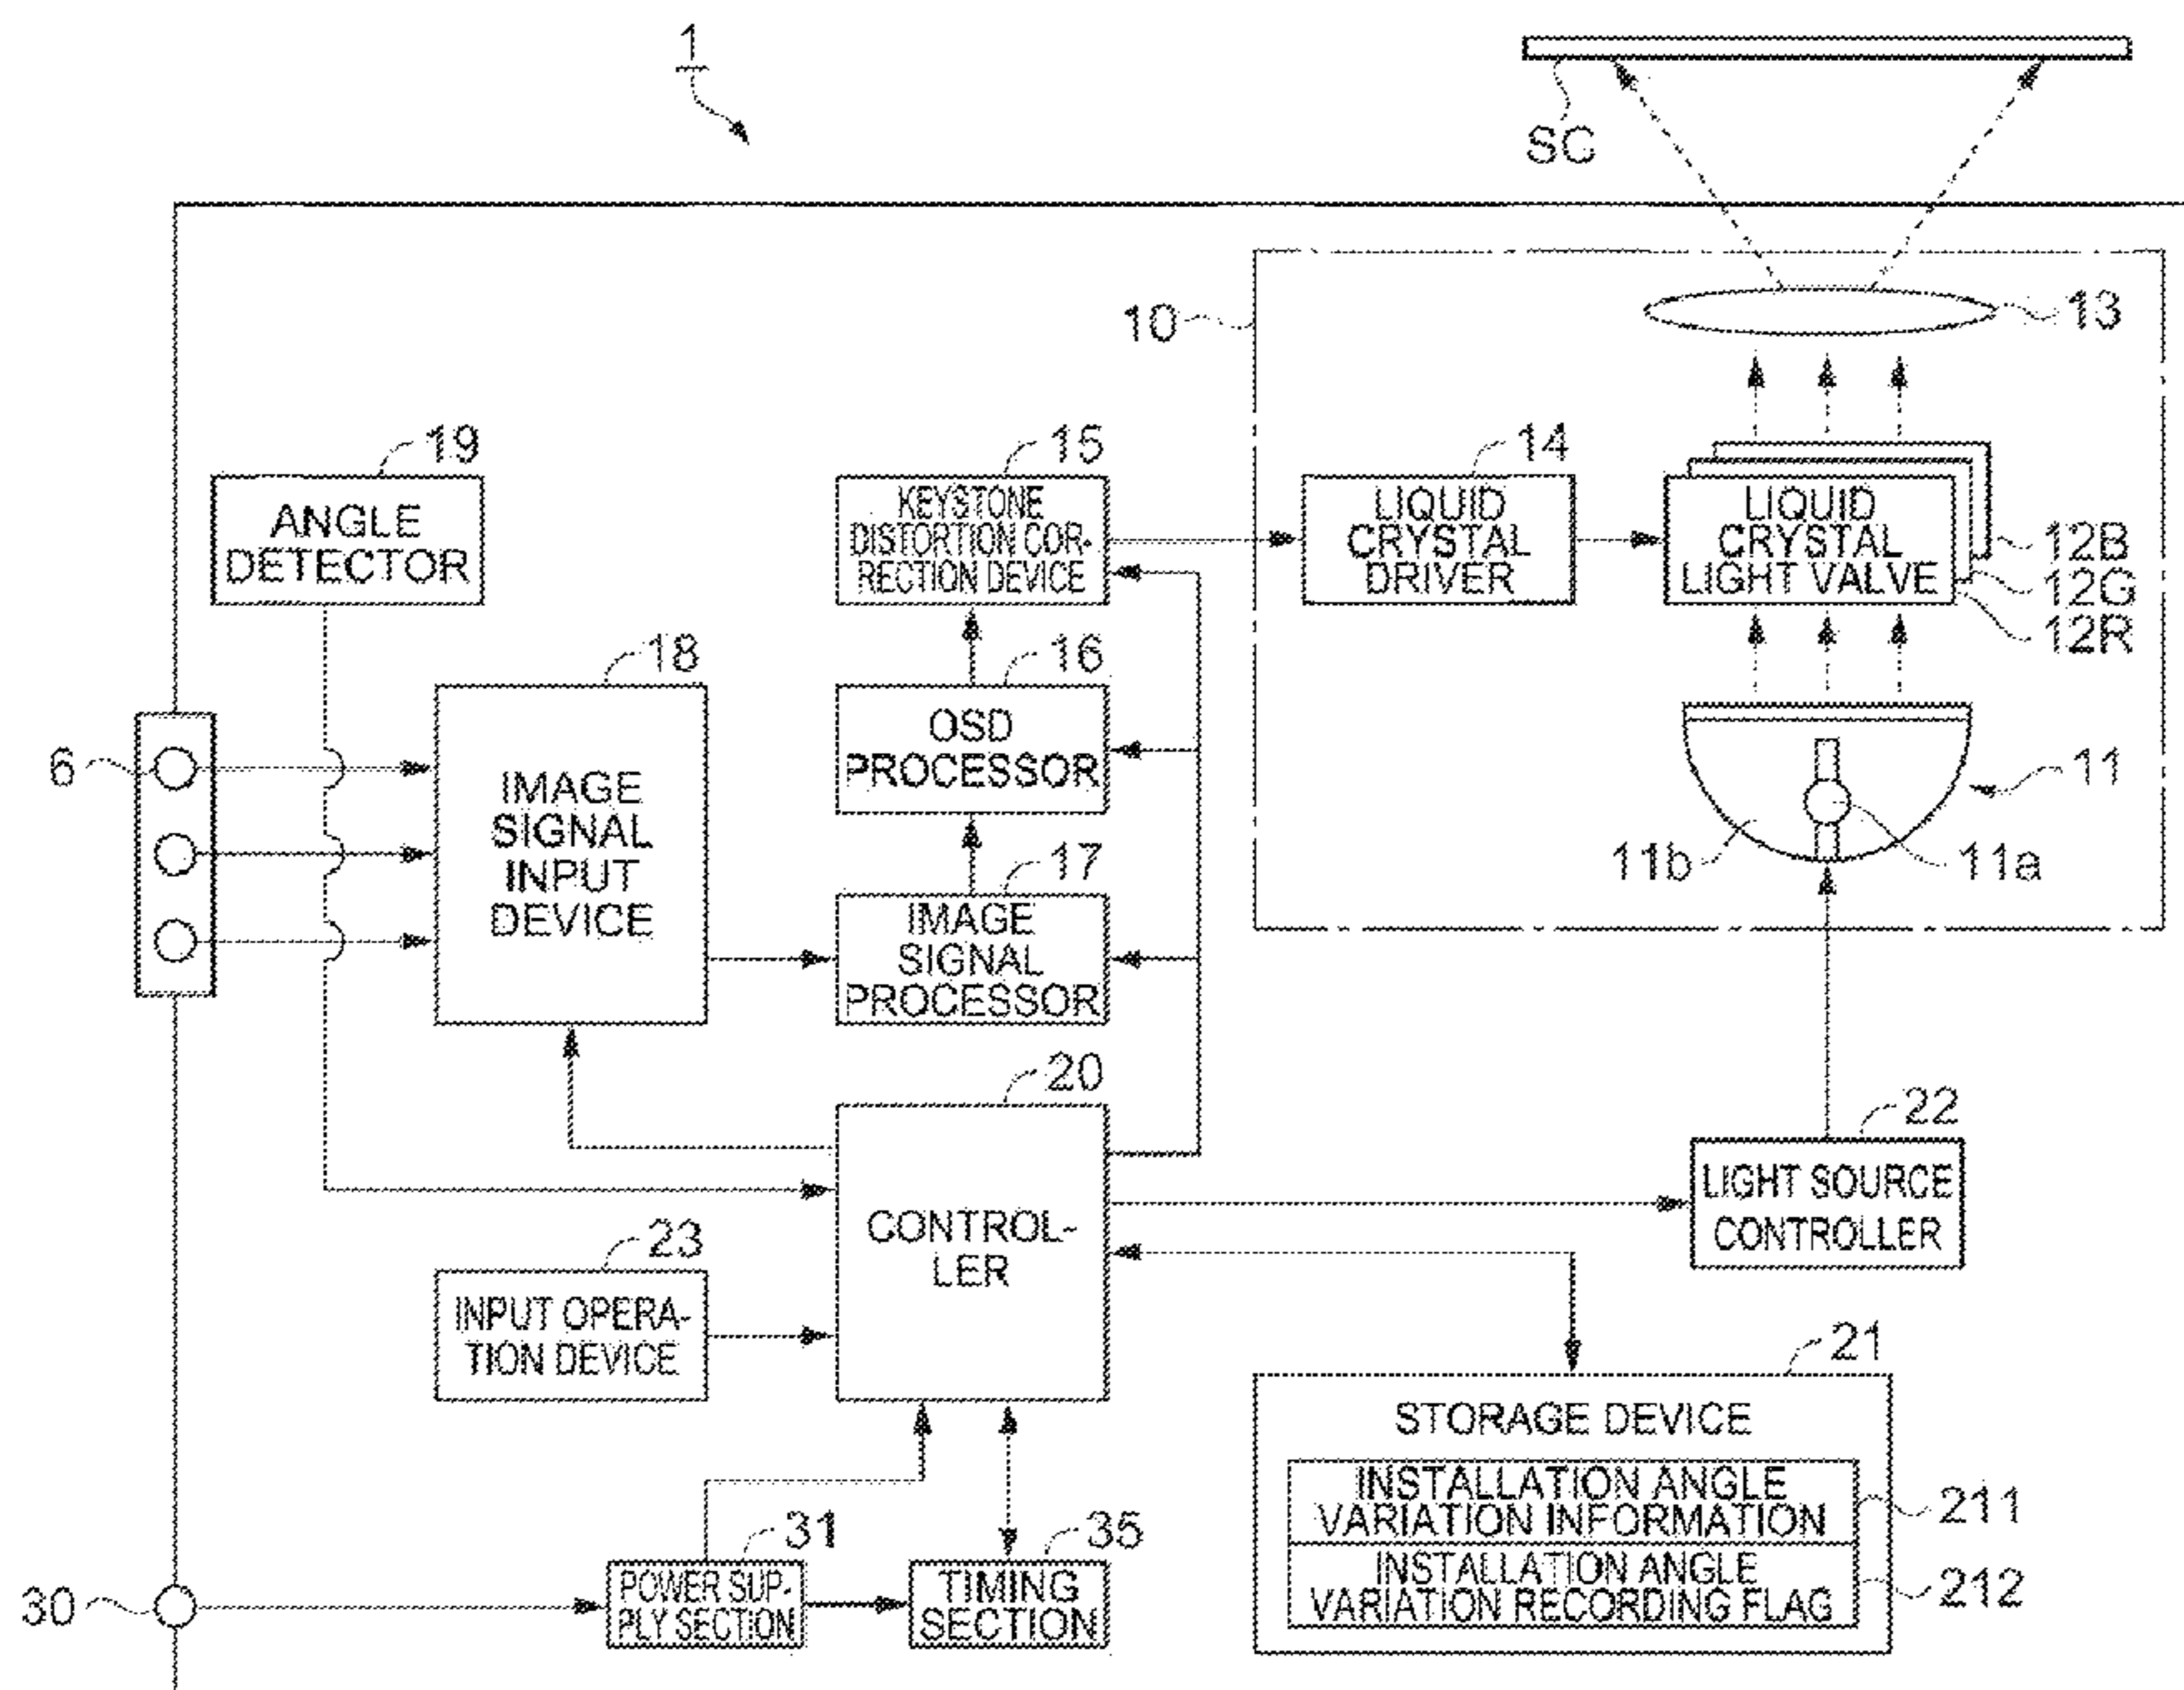 1
SC
10
13
19
15
14
ANGLE
DETECTOR
KEYSTONE
DISTORTION COR-
RECTION DEVICE
LIQUID
CRYSTAL
DRIVER
LIQUID
CRYSTAL
LIGHT VALVE
12B
12G
12R
18
16
6
IMAGE
SIGNAL
INPUT
DEVICE
OSD
PROCESSOR
11
11b
11a
17
IMAGE
SIGNAL
PROCESSOR
20
22
CONTROL-
LER
LIGHT SOURCE
CONTROLLER
23
INPUT OPERA-
TION DEVICE
21
STORAGE DEVICE
INSTALLATION ANGLE
VARIATION INFORMATION
211
INSTALLATION ANGLE
VARIATION RECORDING FLAG
212
31
35
30
POWER SUP-
PLY SECTION
TIMING
SECTION